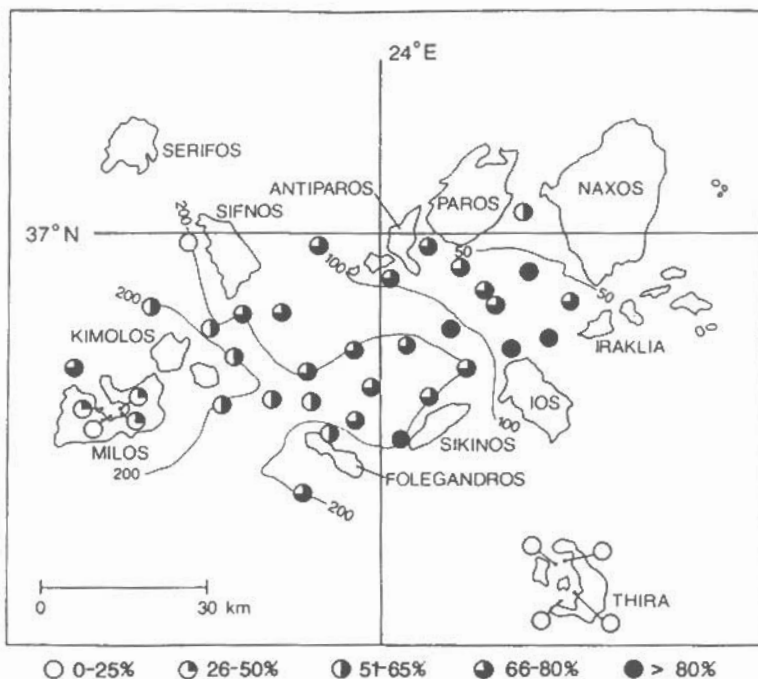 24°E
SERIFOS
ANTIPAROS
PAROS
NAXOS
200
SIFNOS
37°N
50
100
50
200
KIMOLOS
IRAKLIA
IOS
100
MILOS
SIKINOS
200
FOLEGANDROS
200
THIRA
0 30 km
0-25% 26-50% 51-65% 66-80% > 80%